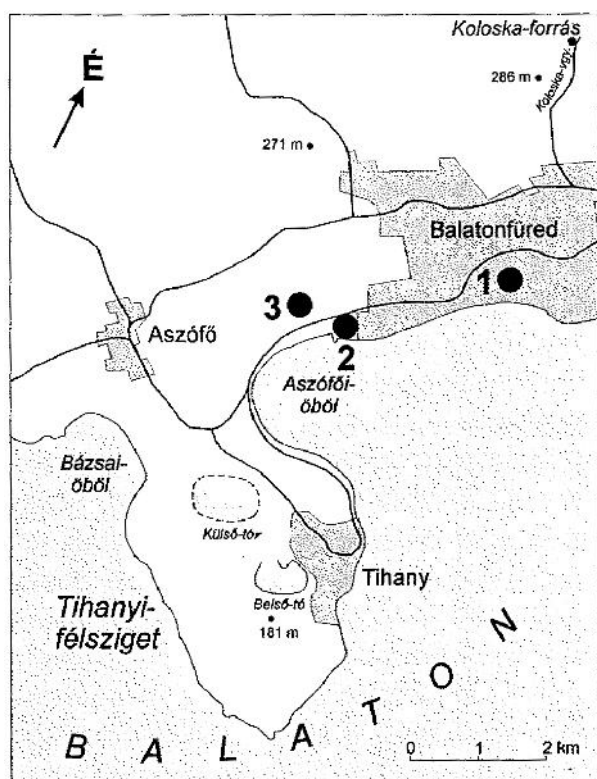 Koloska-forrás
É
286 m
Koloska-vgy.
271 m
Balatonfüred
1
3
Aszófő
2
Aszófői-
öböl
Bázsai-
öböl
Külső-tó
Tihany
Belső-tó
Tihanyi-
félsziget
181 m
BALATON
0 1 2 km